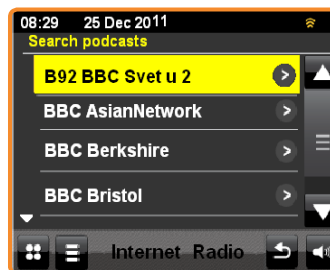 08:29 25 Dec 2011
Search podcasts
B92 BBC Svet u 2
BBC AsianNetwork
BBC Berkshire
BBC Bristol
Internet Radio